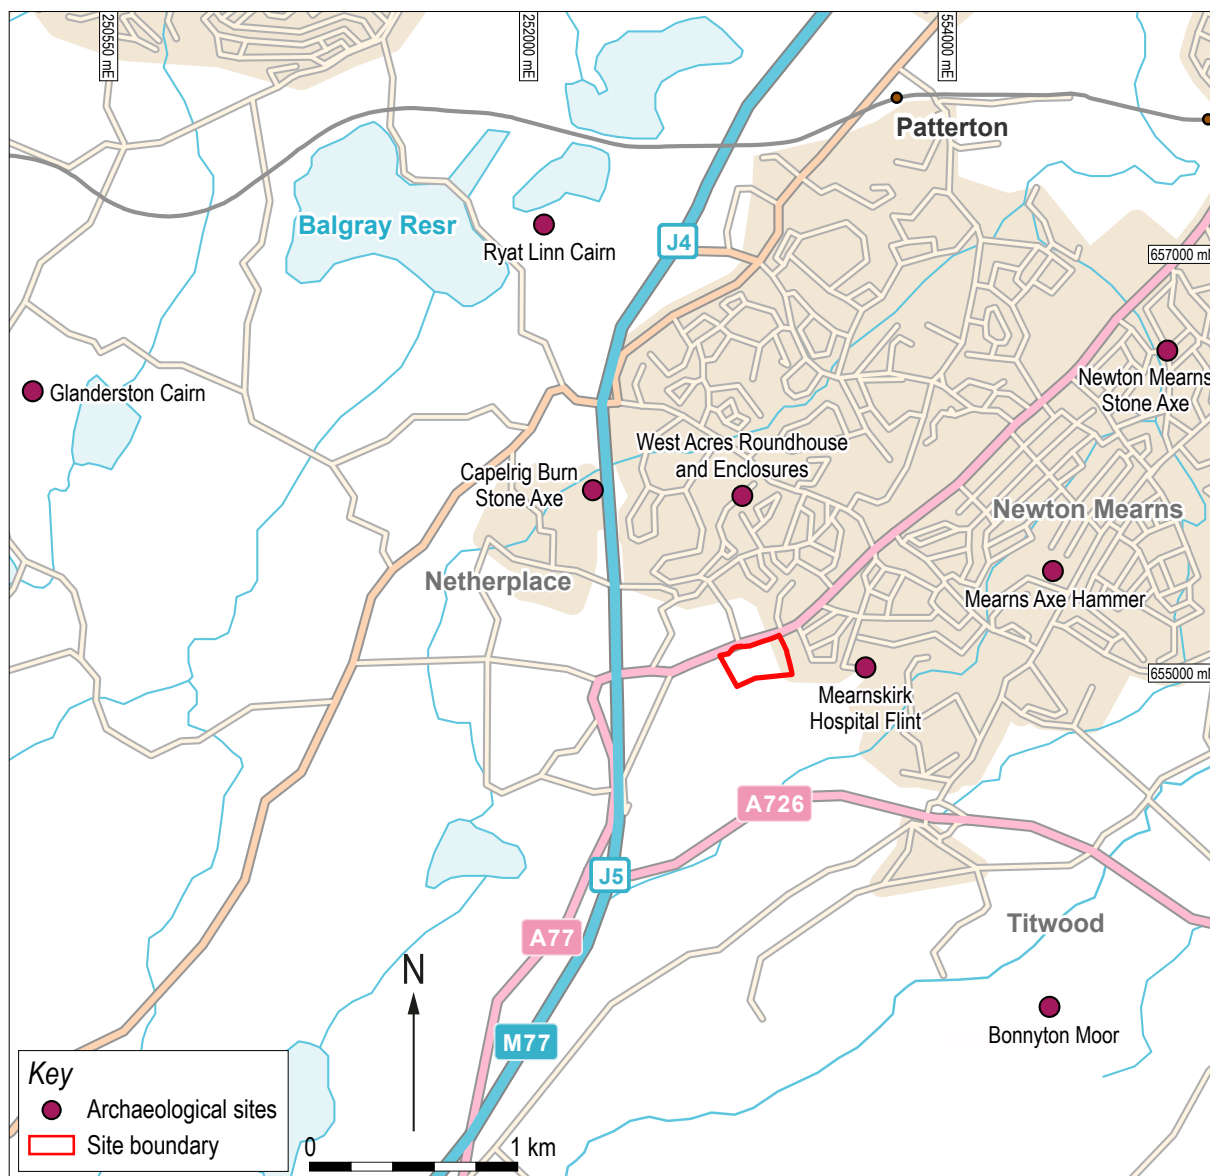 250550 mE
252000 mE
554000 mE
Patterton
Balgray Resr
Ryat Linn Cairn
J4
657000 mN
Glanderston Cairn
Newton Mearns
Stone Axe
West Acres Roundhouse
and Enclosures
Capelrig Burn
Stone Axe
Newton Mearns
Netherplace
Mearns Axe Hammer
655000 mN
Mearnskirk
Hospital Flint
A726
J5
A77
Titwood
N
Bonnyton Moor
M77
Key
Archaeological sites
Site boundary
0
1 km